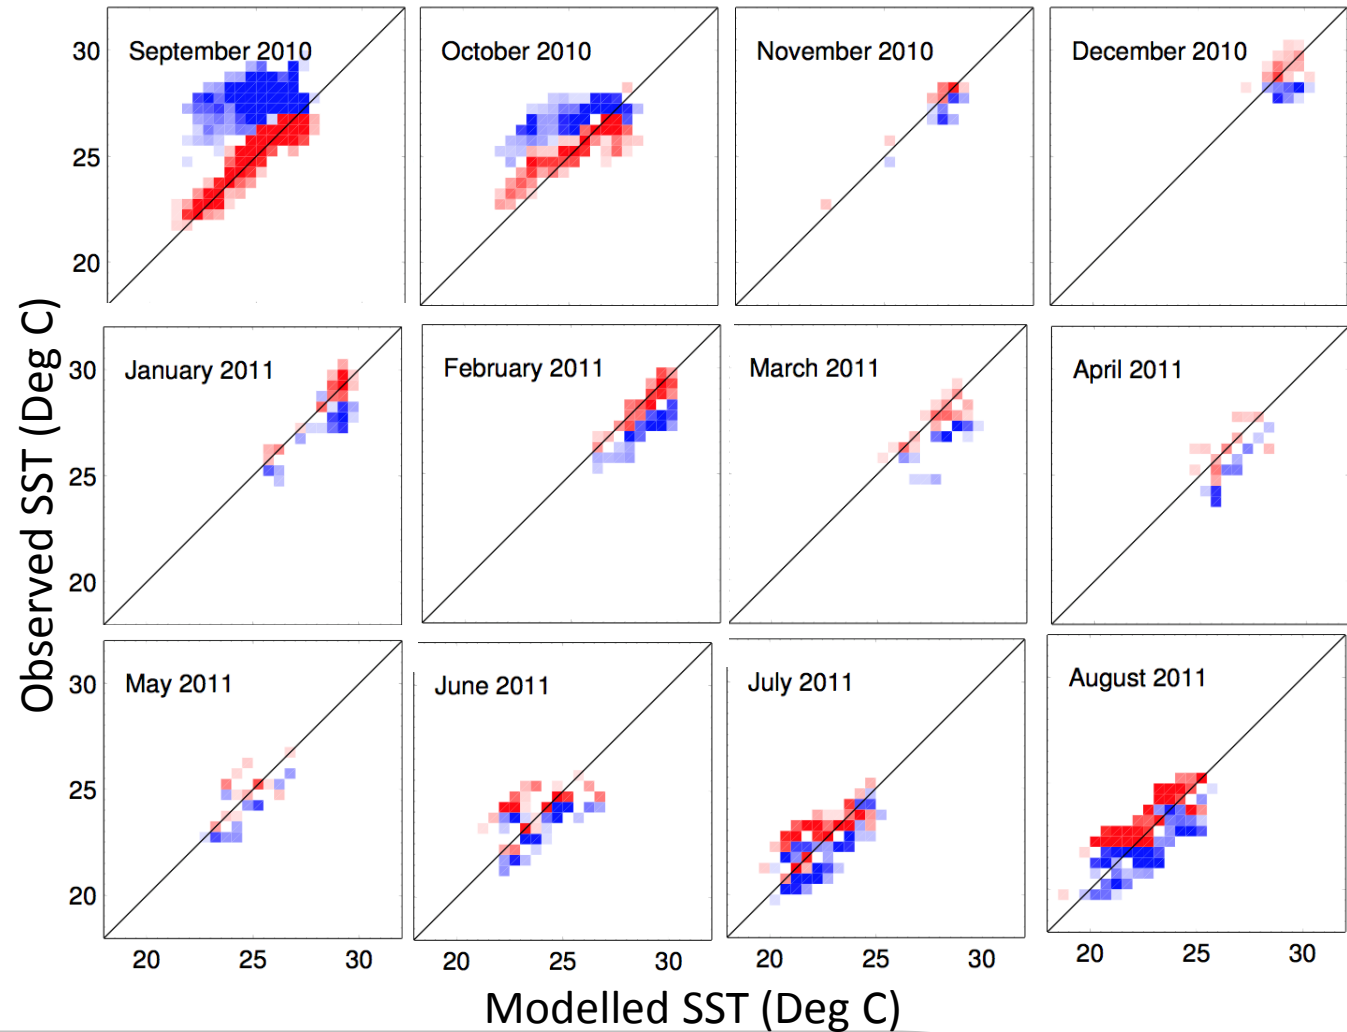 September 2010
October 2010
November 2010
December 2010
30
25
20
January 2011
February 2011
March 2011
April 2011
30
25
20
May 2011
June 2011
July 2011
August 2011
30
25
20
20 25 30
20 25 30
20 25 30
20 25 30
Observed SST (Deg C)
Modelled SST (Deg C)